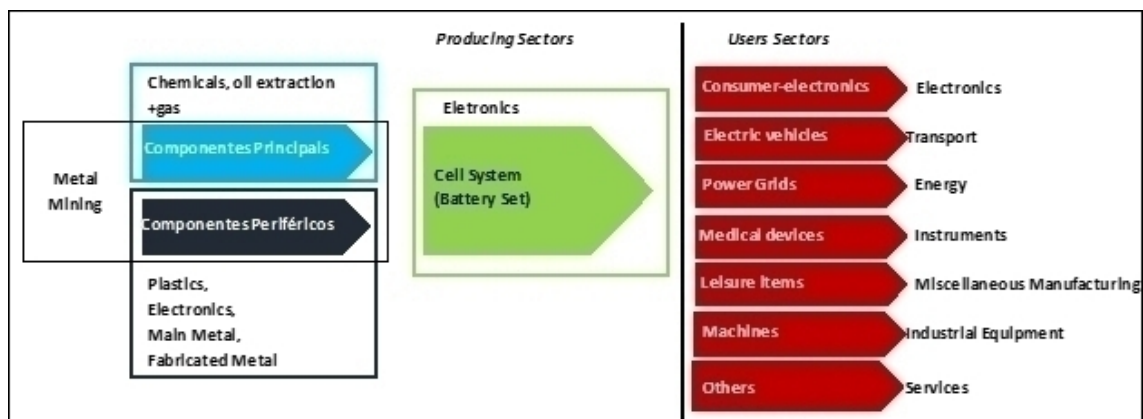 Producing Sectors
Users Sectors
Chemicals, oil extraction
+gas
Componentes Principals
Metal
Mining
Componentes Periféricos
Plastics,
Electronics,
Main Metal,
Fabricated Metal
Eletronics
Cell System
(Battery Set)
Consumer-electronics
Electronics
Electric vehicles
Transport
Power Grids
Energy
Medical devices
Instruments
Leisure items
Miscellaneous Manufacturing
Machines
Industrial Equipment
Others
Services